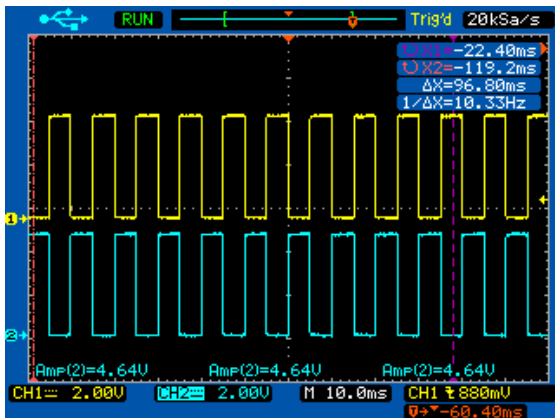 RUN Trig'd 20kSa/s
X1=-22.40ms
X2=-119.2ms
ΔX=96.80ms
1/ΔX=10.33Hz
1
2
Amp(2)=4.64V Amp(2)=4.64V Amp(2)=4.64V
CH1 2.00V CH2 2.00V M 10.0ms CH1 880mV
-60.40ms